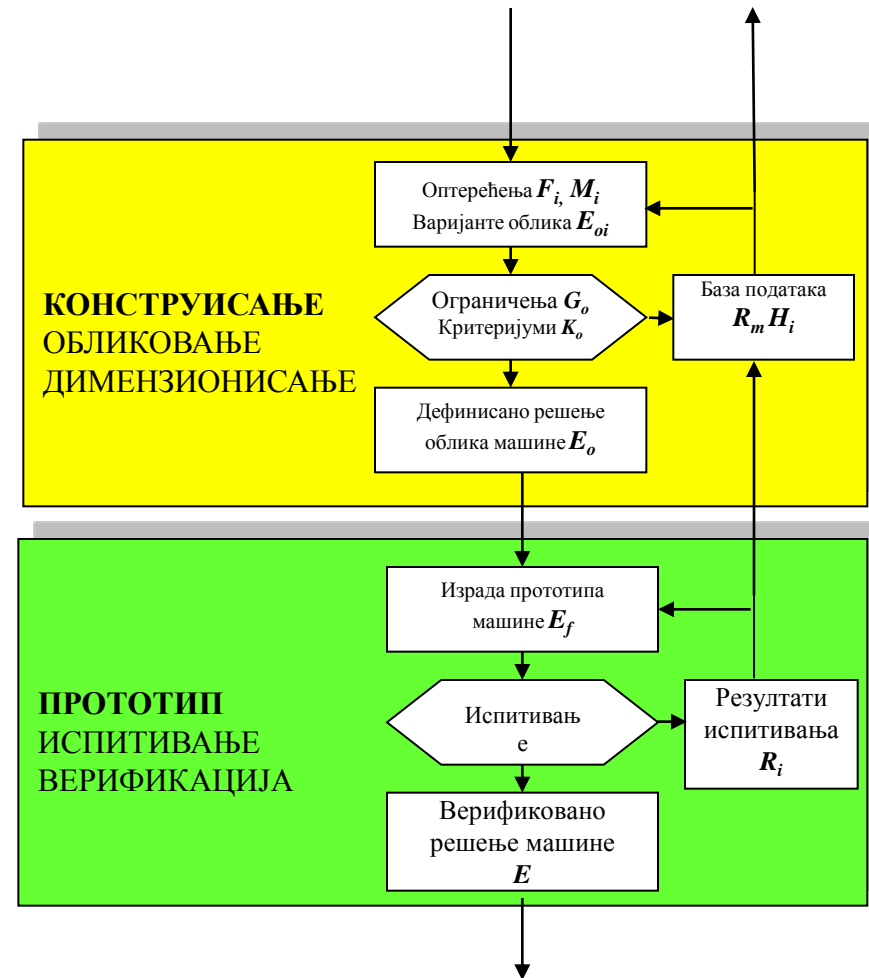 Оптерећења F_i, M_i
Варијанте облика E_oi
КОНСТРУИСАЊЕ
ОБЛИКОВАЊЕ
ДИМЕНЗИОНИСАЊЕ
Ограничења G_o
Критеријуми K_o
База података
R_m H_i
Дефинисано решење
облика машине E_o
Израда прототипа
машине E_f
ПРОТОТИП
ИСПИТИВАЊЕ
ВЕРИФИКАЦИЈА
Испитивањ
е
Резултати
испитивања
R_i
Верификовано
решење машине
E